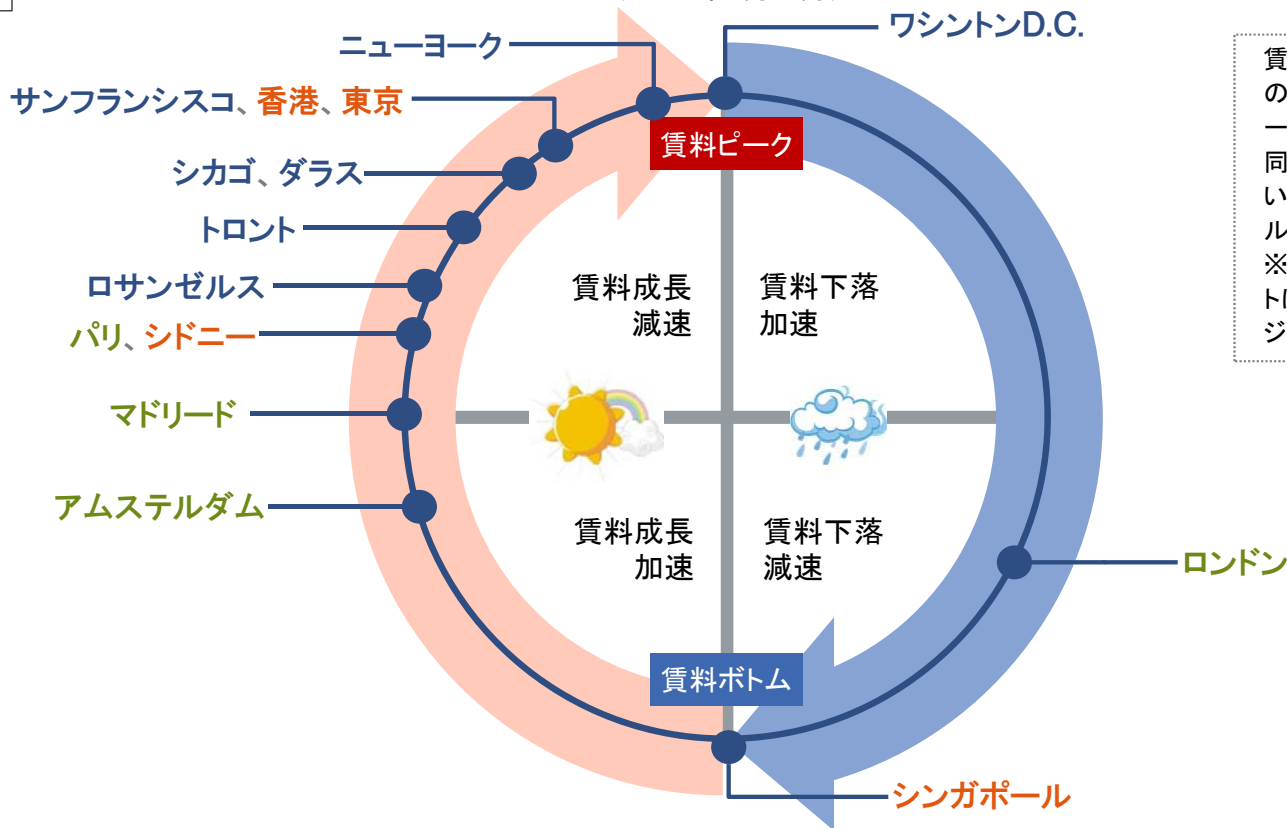 ワシントンD.C.
ニューヨーク
サンフランシスコ、香港、東京
賃料ピーク
シカゴ、ダラス
トロント
ロサンゼルス
パリ、シドニー
賃料成長
減速
賃料下落
加速
マドリード
アムステルダム
賃料成長
加速
賃料下落
減速
ロンドン
賃料ボトム
シンガポール
賃
の
ー
同
い
ル
※
ト
ジ